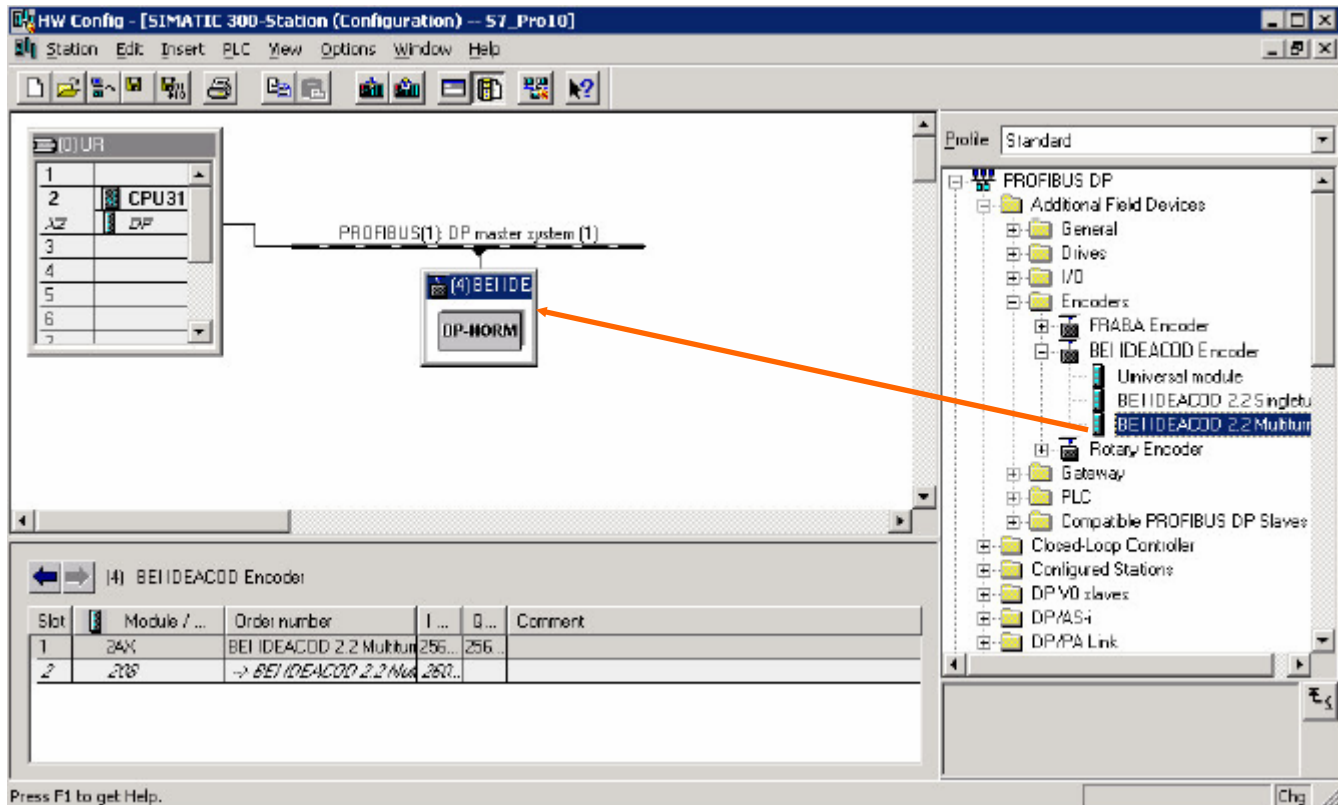 HW Config - [SIMATIC 300-Station (Configuration) -- S7_Pro10]
Station Edit Insert PLC View Options Window Help
(0) UR
1
2 CPU31
X2 DP
3
4
5
6
7
PROFIBUS(1): DP master system (1)
(4) BEI IDE
DP-NORM
Profile Standard
PROFIBUS DP
Additional Field Devices
General
Drives
I/O
Encoders
FRABA Encoder
BEI IDEACOD Encoder
Universal module
BEI IDEACOD 2.2 Singletu
BEI IDEACOD 2.2 Multitur
Rotary Encoder
Gateway
PLC
Compatible PROFIBUS DP Slaves
Closed-Loop Controller
Configured Stations
DP V0 slaves
DP/AS-i
DP/PA Link
(4) BEI IDEACOD Encoder
Slot Module / ... Order number I ... Q... Comment
1 2AX BEI IDEACOD 2.2 Multitur 256... 256...
2 208 -> BEI IDEACOD 2.2 Mul 260...
Press F1 to get Help.
Chg